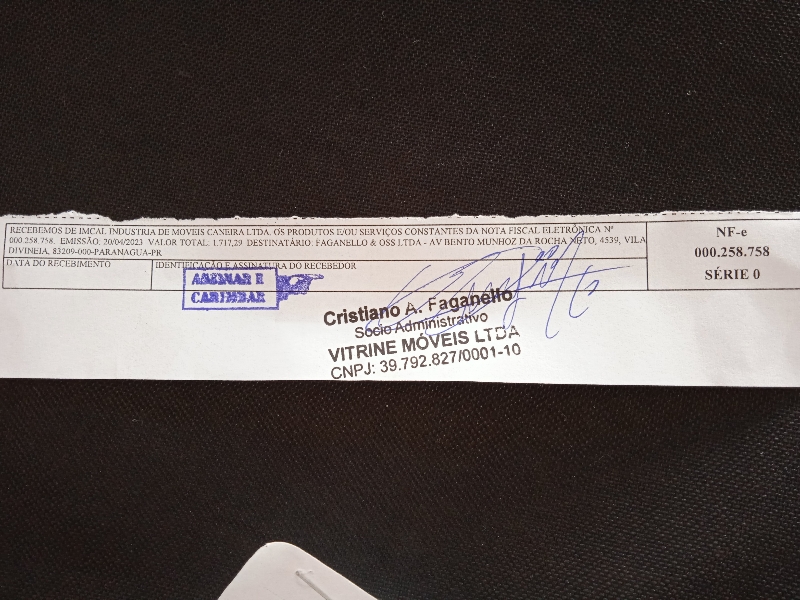 RECEBEMOS DE IMCAL INDUSTRIA DE MOVEIS CANEIRA LTDA. OS PRODUTOS E/OU SERVIÇOS CONSTANTES DA NOTA FISCAL ELETRÔNICA Nº
000.258.758. EMISSÃO: 20/04/2023 VALOR TOTAL: 1.717,29 DESTINATÁRIO: FAGANELLO & OSS LTDA - AV BENTO MUNHOZ DA ROCHA NETO, 4539, VILA
DIVINEIA, 83209-000-PARANAGUA-PR
DATA DO RECEBIMENTO
IDENTIFICAÇÃO E ASSINATURA DO RECEBEDOR
NF-e
000.258.758
SÉRIE 0
ASSINAR E
CARIMBAR
Cristiano A. Faganello
Sócio Administrativo
VITRINE MÓVEIS LTDA
CNPJ: 39.792.827/0001-10